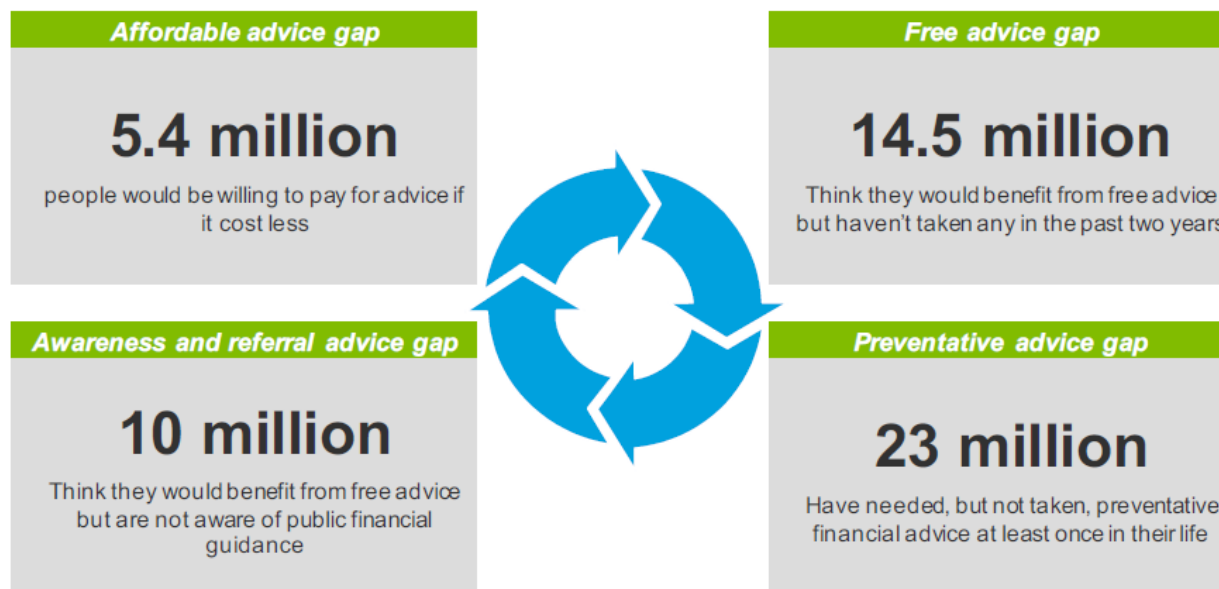 Affordable advice gap
5.4 million
people would be willing to pay for advice if
it cost less
Free advice gap
14.5 million
Think they would benefit from free advice
but haven't taken any in the past two years
Awareness and referral advice gap
10 million
Think they would benefit from free advice
but are not aware of public financial
guidance
Preventative advice gap
23 million
Have needed, but not taken, preventative
financial advice at least once in their life